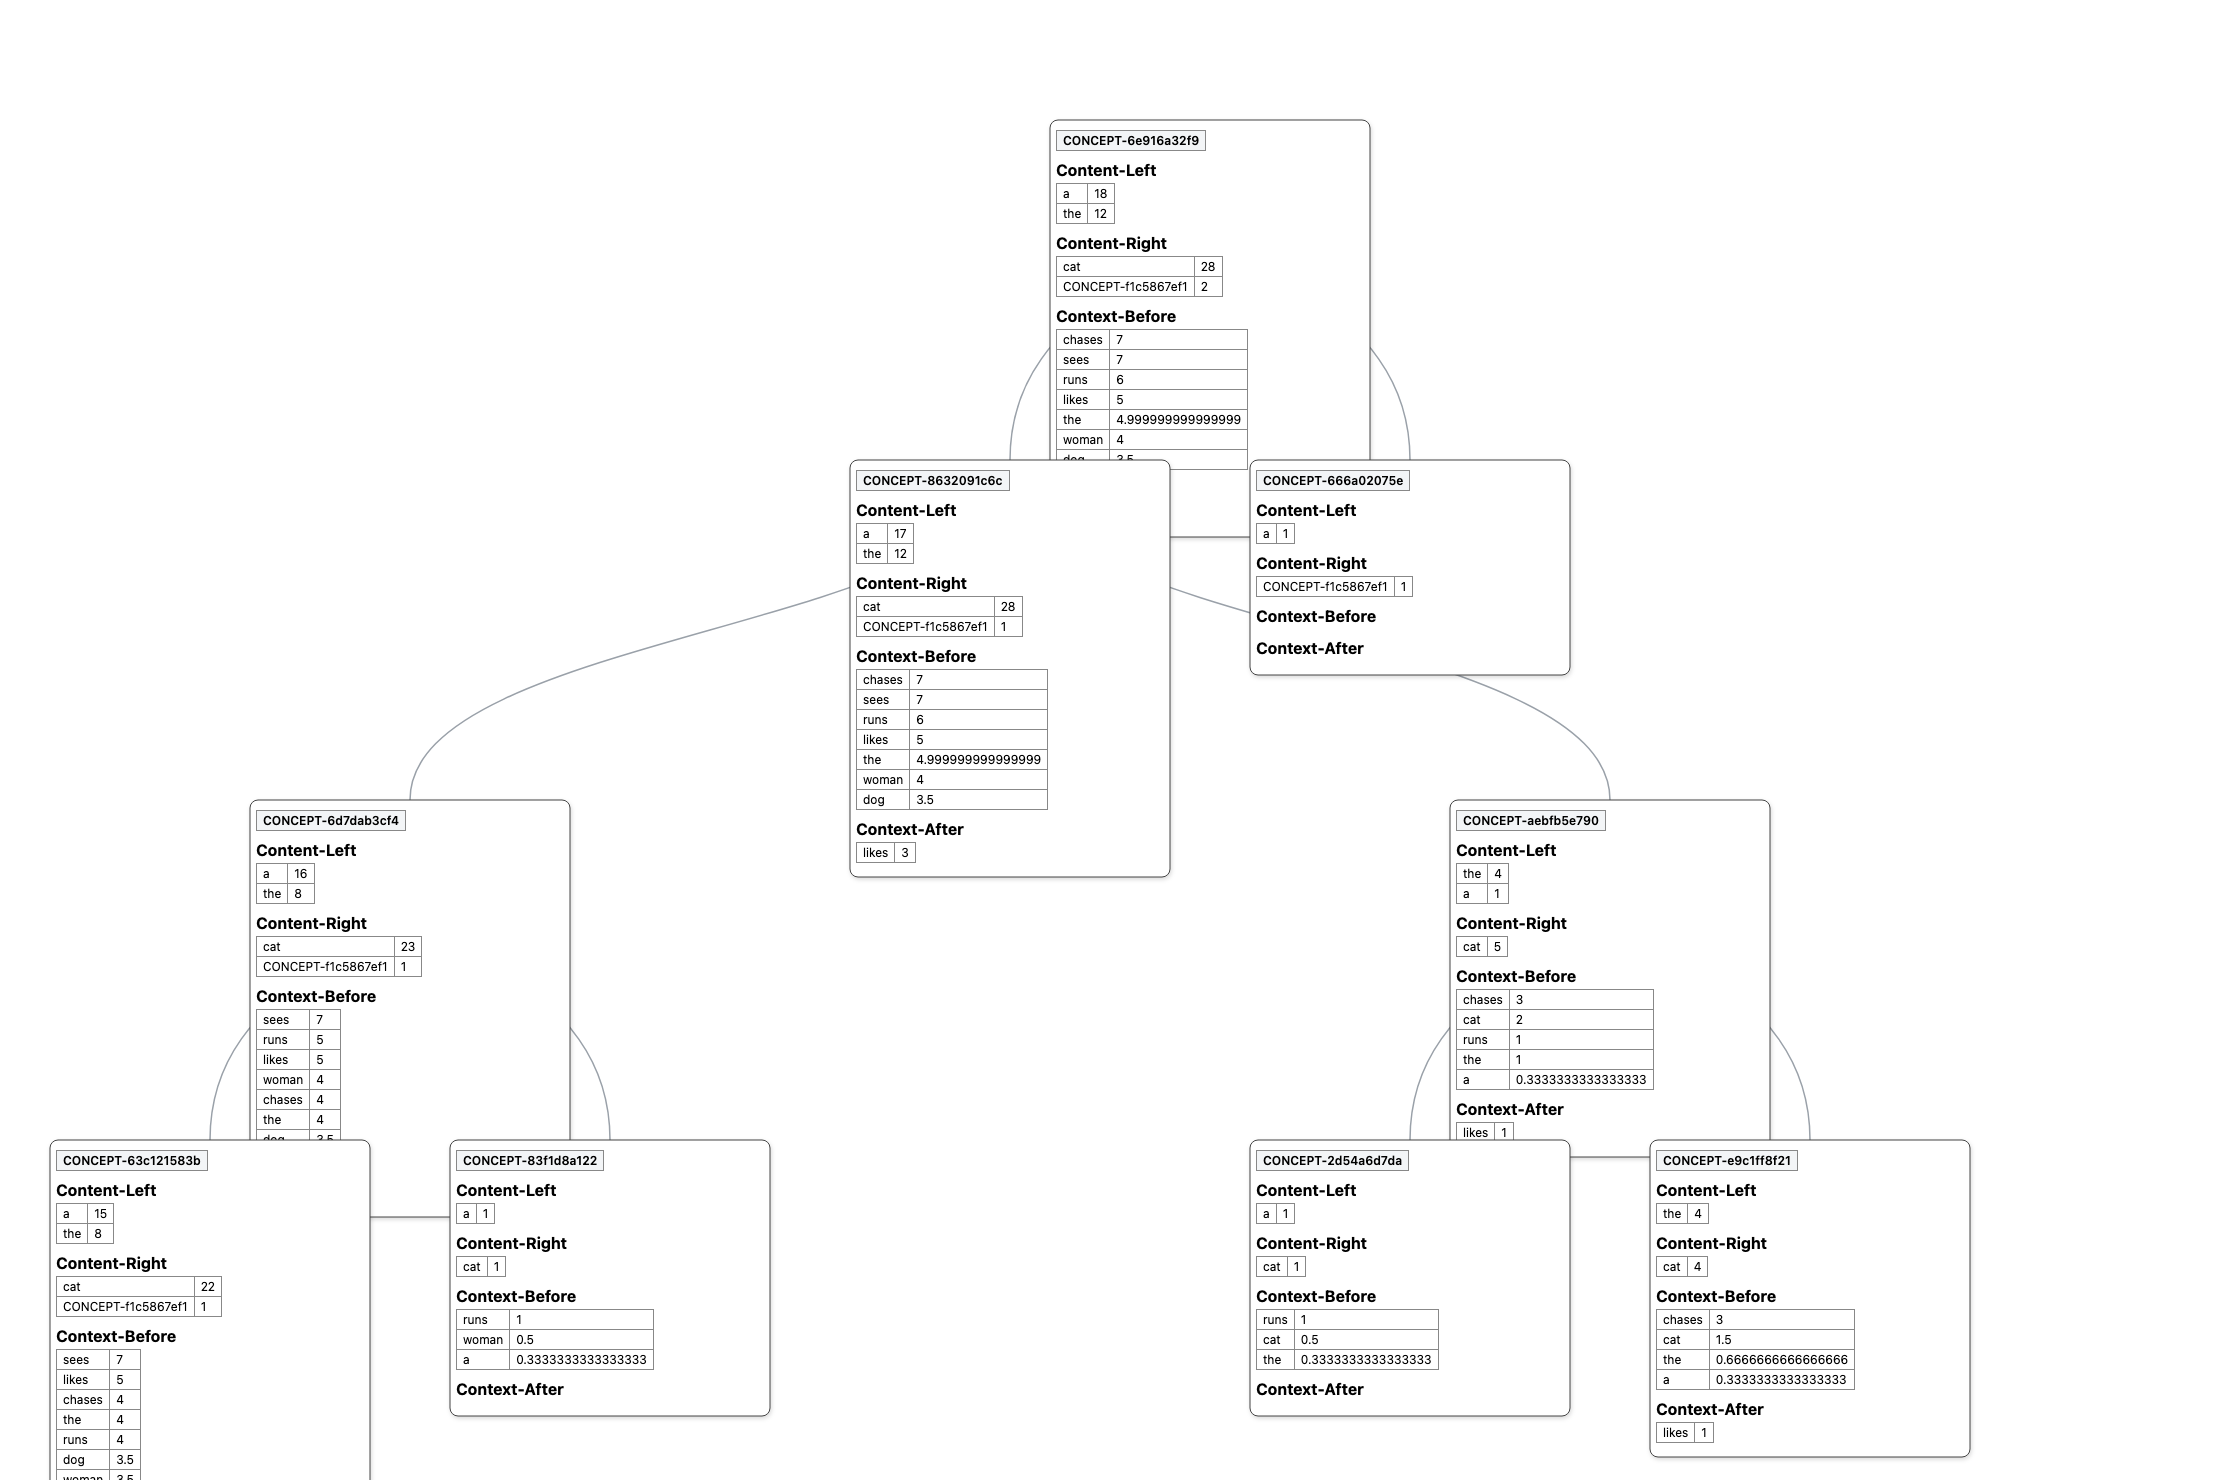 CONCEPT-6e916a32f9
Content-Left
a 18
the 12
Content-Right
cat 28
CONCEPT-f1c5867ef1 2
Context-Before
chases 7
sees 7
runs 6
likes 5
the 4.999999999999999
woman 4
dog 3.5
CONCEPT-8632091c6c
Content-Left
a 17
the 12
Content-Right
cat 28
CONCEPT-f1c5867ef1 1
Context-Before
chases 7
sees 7
runs 6
likes 5
the 4.999999999999999
woman 4
dog 3.5
Context-After
likes 3
CONCEPT-666a02075e
Content-Left
a 1
Content-Right
CONCEPT-f1c5867ef1 1
Context-Before
Context-After
CONCEPT-6d7dab3cf4
Content-Left
a 16
the 8
Content-Right
cat 23
CONCEPT-f1c5867ef1 1
Context-Before
sees 7
runs 5
likes 5
woman 4
chases 4
the 4
dog 3.5
CONCEPT-aebfb5e790
Content-Left
the 4
a 1
Content-Right
cat 5
Context-Before
chases 3
cat 2
runs 1
the 1
a 0.3333333333333333
Context-After
likes 1
CONCEPT-63c121583b
Content-Left
a 15
the 8
Content-Right
cat 22
CONCEPT-f1c5867ef1 1
Context-Before
sees 7
likes 5
chases 4
the 4
runs 4
dog 3.5
woman 3.5
CONCEPT-83f1d8a122
Content-Left
a 1
Content-Right
cat 1
Context-Before
runs 1
woman 0.5
a 0.3333333333333333
Context-After
CONCEPT-2d54a6d7da
Content-Left
a 1
Content-Right
cat 1
Context-Before
runs 1
cat 0.5
the 0.3333333333333333
Context-After
CONCEPT-e9c1ff8f21
Content-Left
the 4
Content-Right
cat 4
Context-Before
chases 3
cat 1.5
the 0.6666666666666666
a 0.3333333333333333
Context-After
likes 1